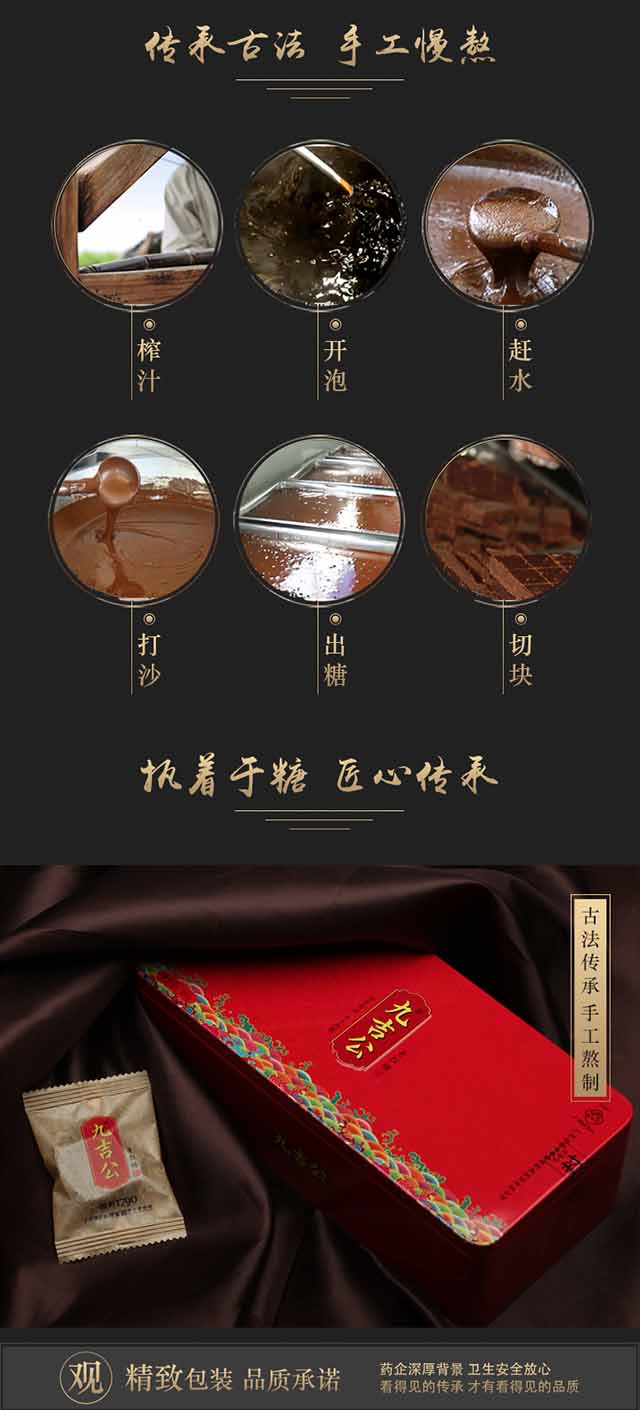 传承古法 手工慢熬
榨汁
开泡
赶水
打沙
出糖
切块
执着于糖 匠心传承
古法传承 手工熬制
九吉公
九吉公
1790
观
精致包装 品质承诺
药企深厚背景 卫生安全放心
看得见的传承 才有看得见的品质